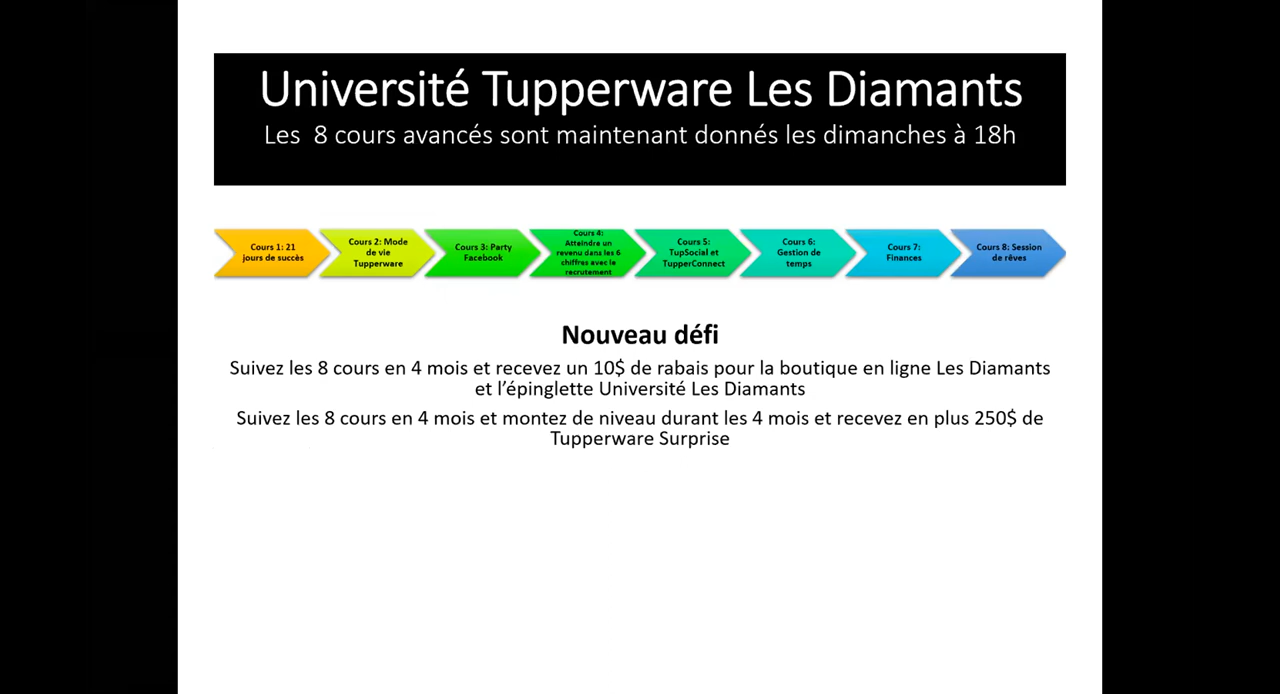 Université Tupperware Les Diamants
Les  8 cours avancés sont maintenant donnés les dimanches à 18h
Cours 1: 21
jours de succès
Cours 2: Mode
de vie
Tupperware
Cours 3: Party
Facebook
Cours 4:
Atteindre un
revenu dans les 6
chiffres avec le
recrutement
Cours 5:
TupSocial et
TupperConnect
Cours 6:
Gestion de
temps
Cours 7:
Finances
Cours 8: Session
de rêves
Nouveau défi
Suivez les 8 cours en 4 mois et recevez un 10$ de rabais pour la boutique en ligne Les Diamants
et l’épinglette Université Les Diamants
Suivez les 8 cours en 4 mois et montez de niveau durant les 4 mois et recevez en plus 250$ de
Tupperware Surprise